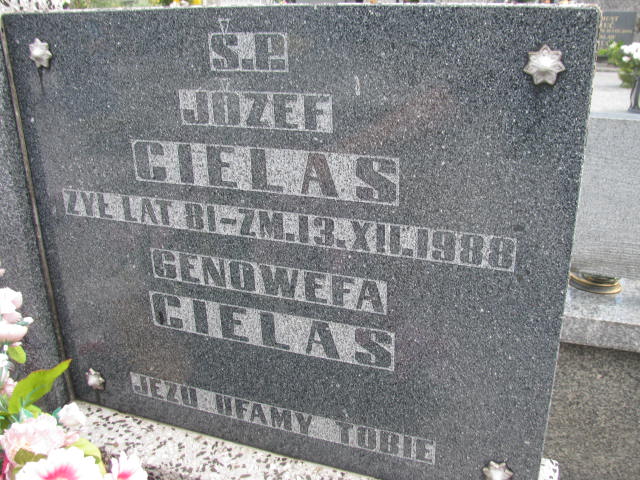 Ś.P.
JÓZEF
CIELAS
ŻYŁ LAT 81-ZM.13.XII.1988
GENOWEFA
CIELAS
JEZU UFAMY TOBIE